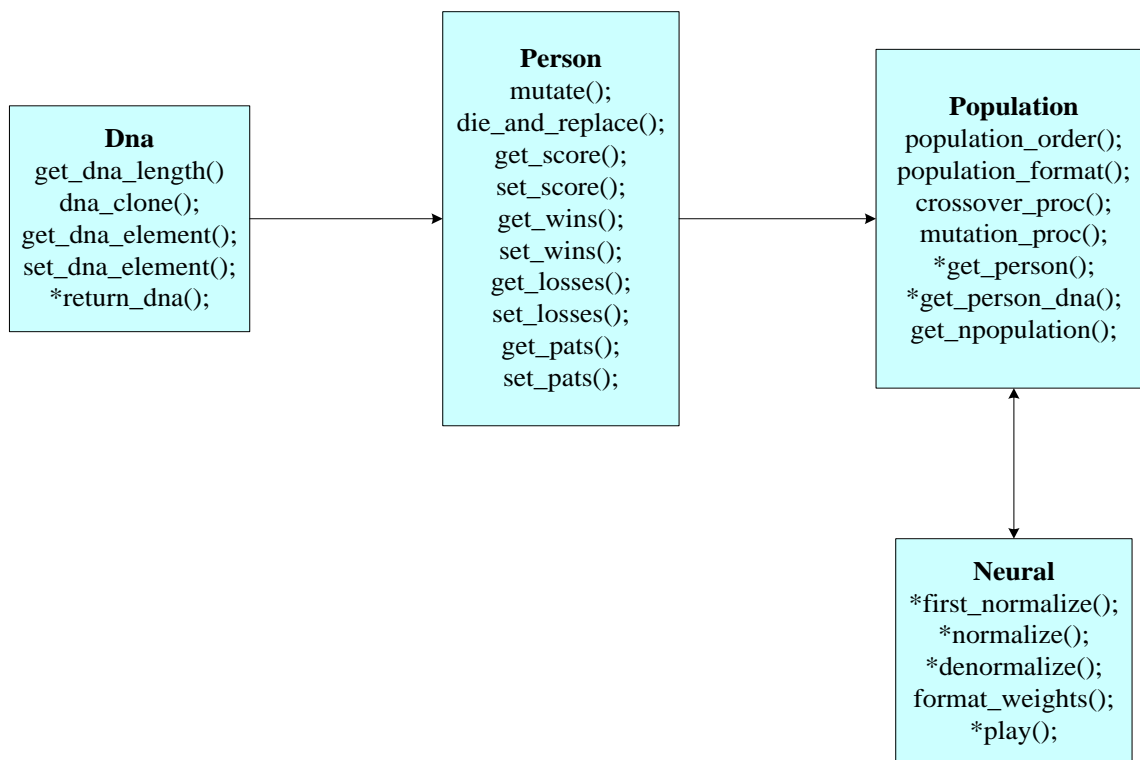 Dna
get_dna_length()
dna_clone();
get_dna_element();
set_dna_element();
*return_dna();
Person
mutate();
die_and_replace();
get_score();
set_score();
get_wins();
set_wins();
get_losses();
set_losses();
get_pats();
set_pats();
Population
population_order();
population_format();
crossover_proc();
mutation_proc();
*get_person();
*get_person_dna();
get_npopulation();
Neural
*first_normalize();
*normalize();
*denormalize();
format_weights();
*play();